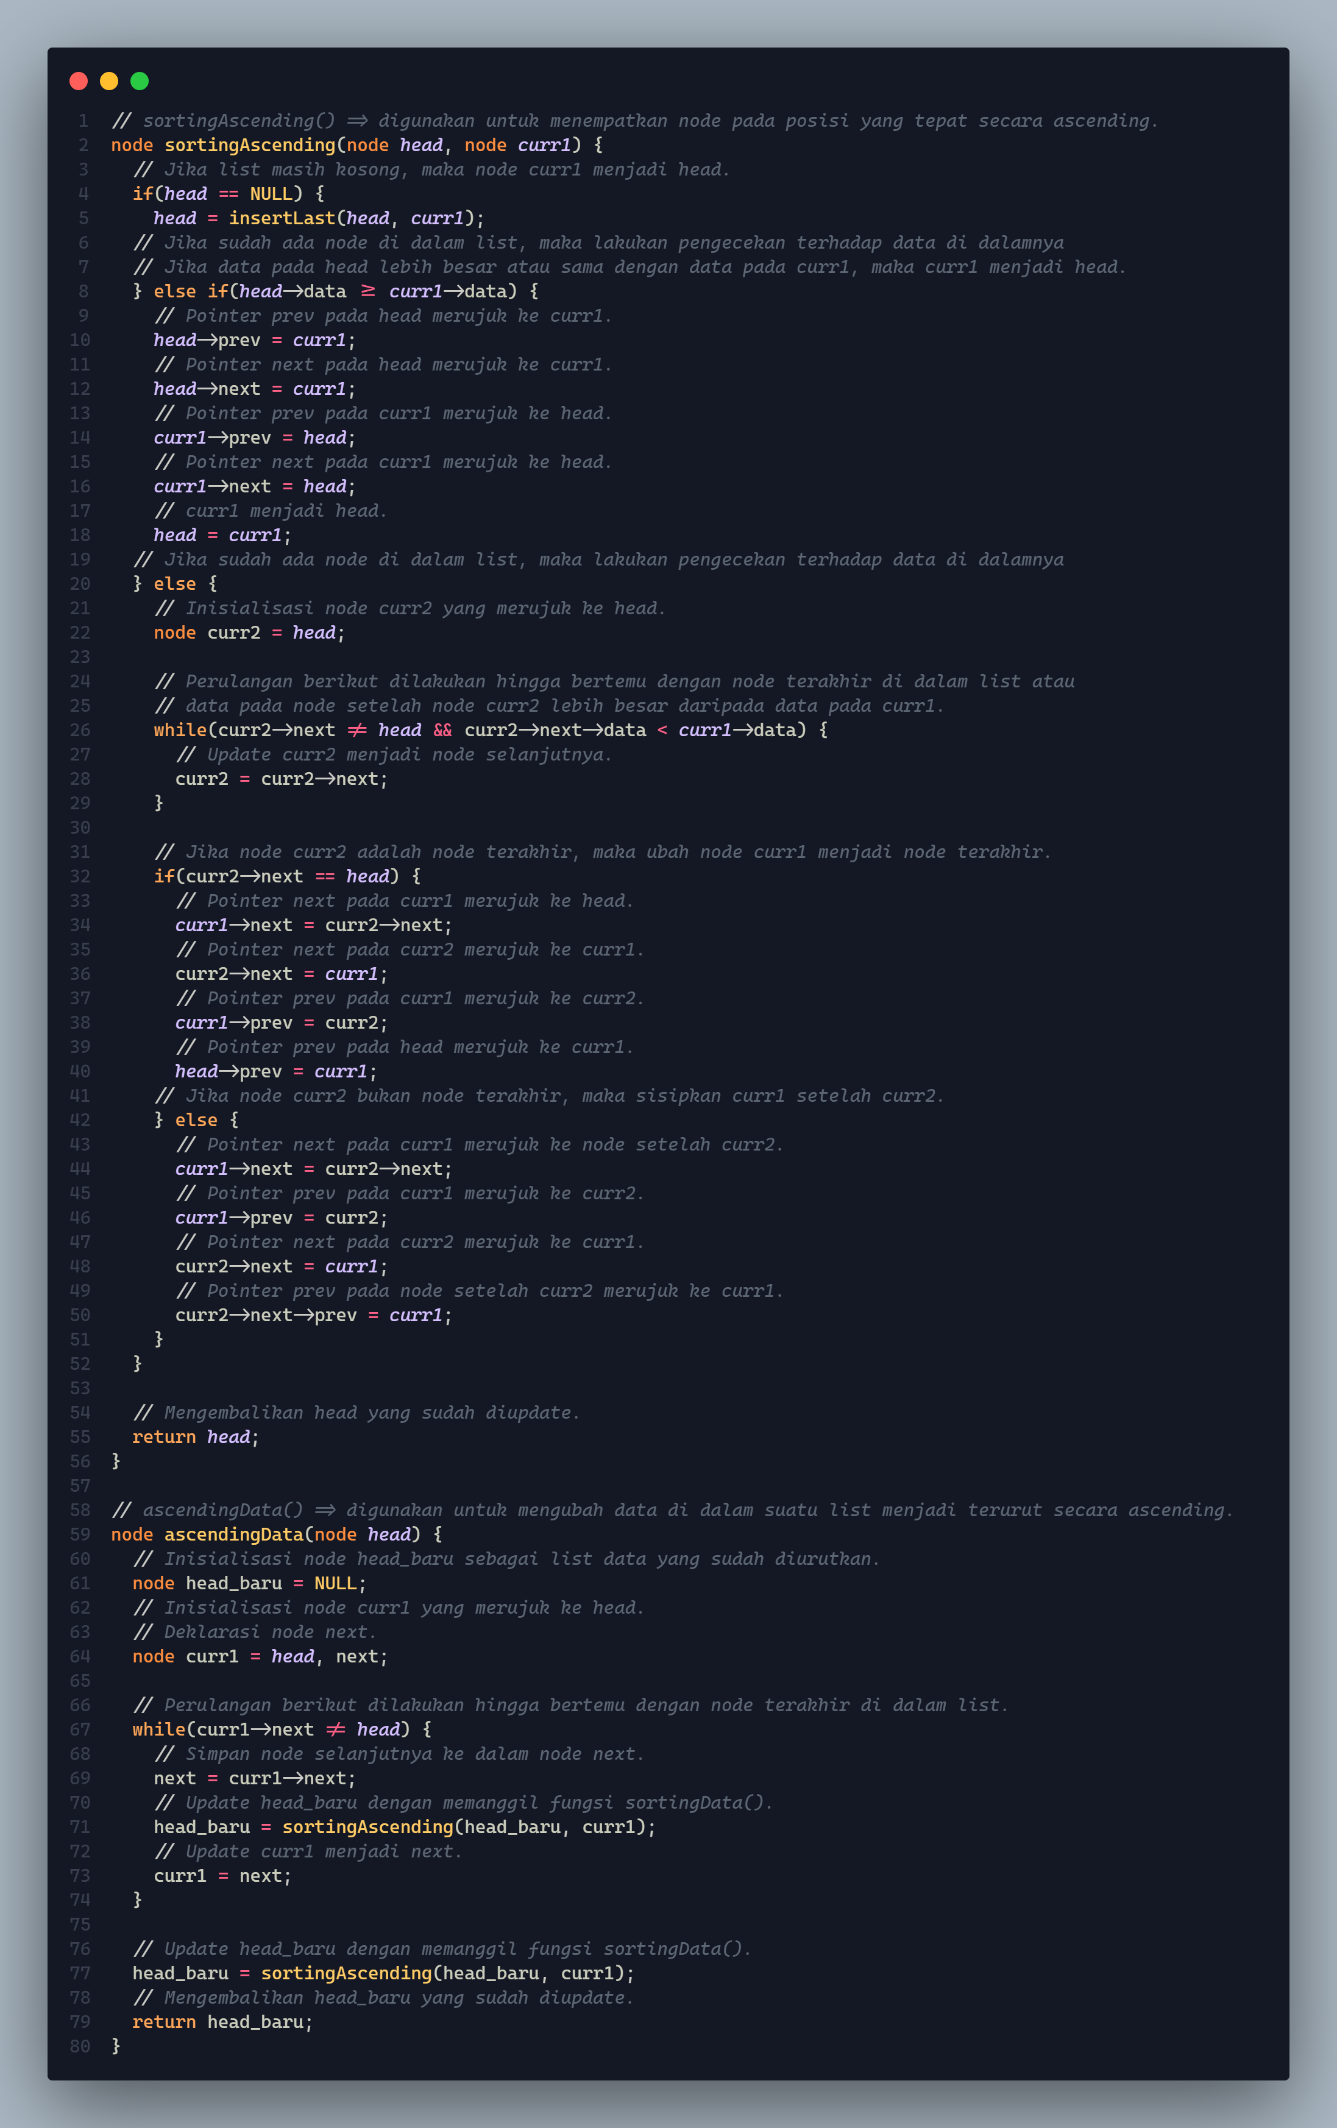 1 // sortingAscending() => digunakan untuk menempatkan node pada posisi yang tepat secara ascending.
2 node sortingAscending(node head, node curr1) {
3   // Jika list masih kosong, maka node curr1 menjadi head.
4   if(head == NULL) {
5     head = insertLast(head, curr1);
6   // Jika sudah ada node di dalam list, maka lakukan pengecekan terhadap data di dalamnya
7   // Jika data pada head lebih besar atau sama dengan data pada curr1, maka curr1 menjadi head.
8   } else if(head->data >= curr1->data) {
9     // Pointer prev pada head merujuk ke curr1.
10     head->prev = curr1;
11     // Pointer next pada head merujuk ke curr1.
12     head->next = curr1;
13     // Pointer prev pada curr1 merujuk ke head.
14     curr1->prev = head;
15     // Pointer next pada curr1 merujuk ke head.
16     curr1->next = head;
17     // curr1 menjadi head.
18     head = curr1;
19   // Jika sudah ada node di dalam list, maka lakukan pengecekan terhadap data di dalamnya
20   } else {
21     // Inisialisasi node curr2 yang merujuk ke head.
22     node curr2 = head;
23
24     // Perulangan berikut dilakukan hingga bertemu dengan node terakhir di dalam list atau
25     // data pada node setelah node curr2 lebih besar daripada data pada curr1.
26     while(curr2->next != head && curr2->next->data < curr1->data) {
27       // Update curr2 menjadi node selanjutnya.
28       curr2 = curr2->next;
29     }
30
31     // Jika node curr2 adalah node terakhir, maka ubah node curr1 menjadi node terakhir.
32     if(curr2->next == head) {
33       // Pointer next pada curr1 merujuk ke head.
34       curr1->next = curr2->next;
35       // Pointer next pada curr2 merujuk ke curr1.
36       curr2->next = curr1;
37       // Pointer prev pada curr1 merujuk ke curr2.
38       curr1->prev = curr2;
39       // Pointer prev pada head merujuk ke curr1.
40       head->prev = curr1;
41     // Jika node curr2 bukan node terakhir, maka sisipkan curr1 setelah curr2.
42     } else {
43       // Pointer next pada curr1 merujuk ke node setelah curr2.
44       curr1->next = curr2->next;
45       // Pointer prev pada curr1 merujuk ke curr2.
46       curr1->prev = curr2;
47       // Pointer next pada curr2 merujuk ke curr1.
48       curr2->next = curr1;
49       // Pointer prev pada node setelah curr2 merujuk ke curr1.
50       curr2->next->prev = curr1;
51     }
52   }
53
54   // Mengembalikan head yang sudah diupdate.
55   return head;
56 }
57
58 // ascendingData() => digunakan untuk mengubah data di dalam suatu list menjadi terurut secara ascending.
59 node ascendingData(node head) {
60   // Inisialisasi node head_baru sebagai list data yang sudah diurutkan.
61   node head_baru = NULL;
62   // Inisialisasi node curr1 yang merujuk ke head.
63   // Deklarasi node next.
64   node curr1 = head, next;
65
66   // Perulangan berikut dilakukan hingga bertemu dengan node terakhir di dalam list.
67   while(curr1->next != head) {
68     // Simpan node selanjutnya ke dalam node next.
69     next = curr1->next;
70     // Update head_baru dengan memanggil fungsi sortingData().
71     head_baru = sortingAscending(head_baru, curr1);
72     // Update curr1 menjadi next.
73     curr1 = next;
74   }
75
76   // Update head_baru dengan memanggil fungsi sortingData().
77   head_baru = sortingAscending(head_baru, curr1);
78   // Mengembalikan head_baru yang sudah diupdate.
79   return head_baru;
80 }